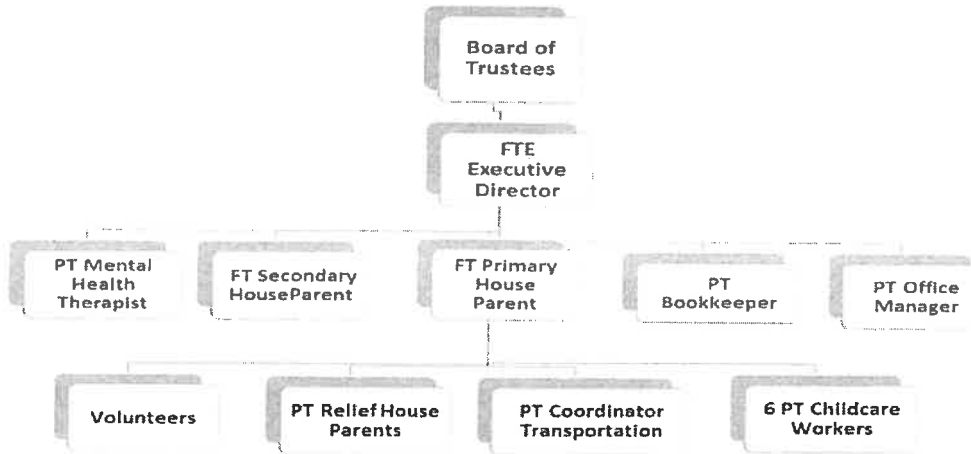 Board of
Trustees
FTE
Executive
Director
PT Mental
Health
Therapist
FT Secondary
HouseParent
FT Primary
House
Parent
PT
Bookkeeper
PT Office
Manager
Volunteers
PT Relief House
Parents
PT Coordinator
Transportation
6 PT Childcare
Workers